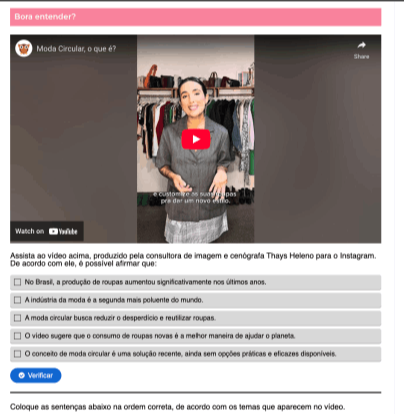 Bora entender?
Moda Circular, o que é?
Share
e customize as suas roupas
pra dar um novo estilo.
Watch on YouTube
Assista ao vídeo acima, produzido pela consultora de imagem e cenógrafa Thays Heleno para o Instagram.
De acordo com ele, é possível afirmar que:
No Brasil, a produção de roupas aumentou significativamente nos últimos anos.
A indústria da moda é a segunda mais poluente do mundo.
A moda circular busca reduzir o desperdício e reutilizar roupas.
O vídeo sugere que o consumo de roupas novas é a melhor maneira de ajudar o planeta.
O conceito de moda circular é uma solução recente, ainda sem opções práticas e eficazes disponíveis.
Verificar
Coloque as sentenças abaixo na ordem correta, de acordo com os temas que aparecem no vídeo.